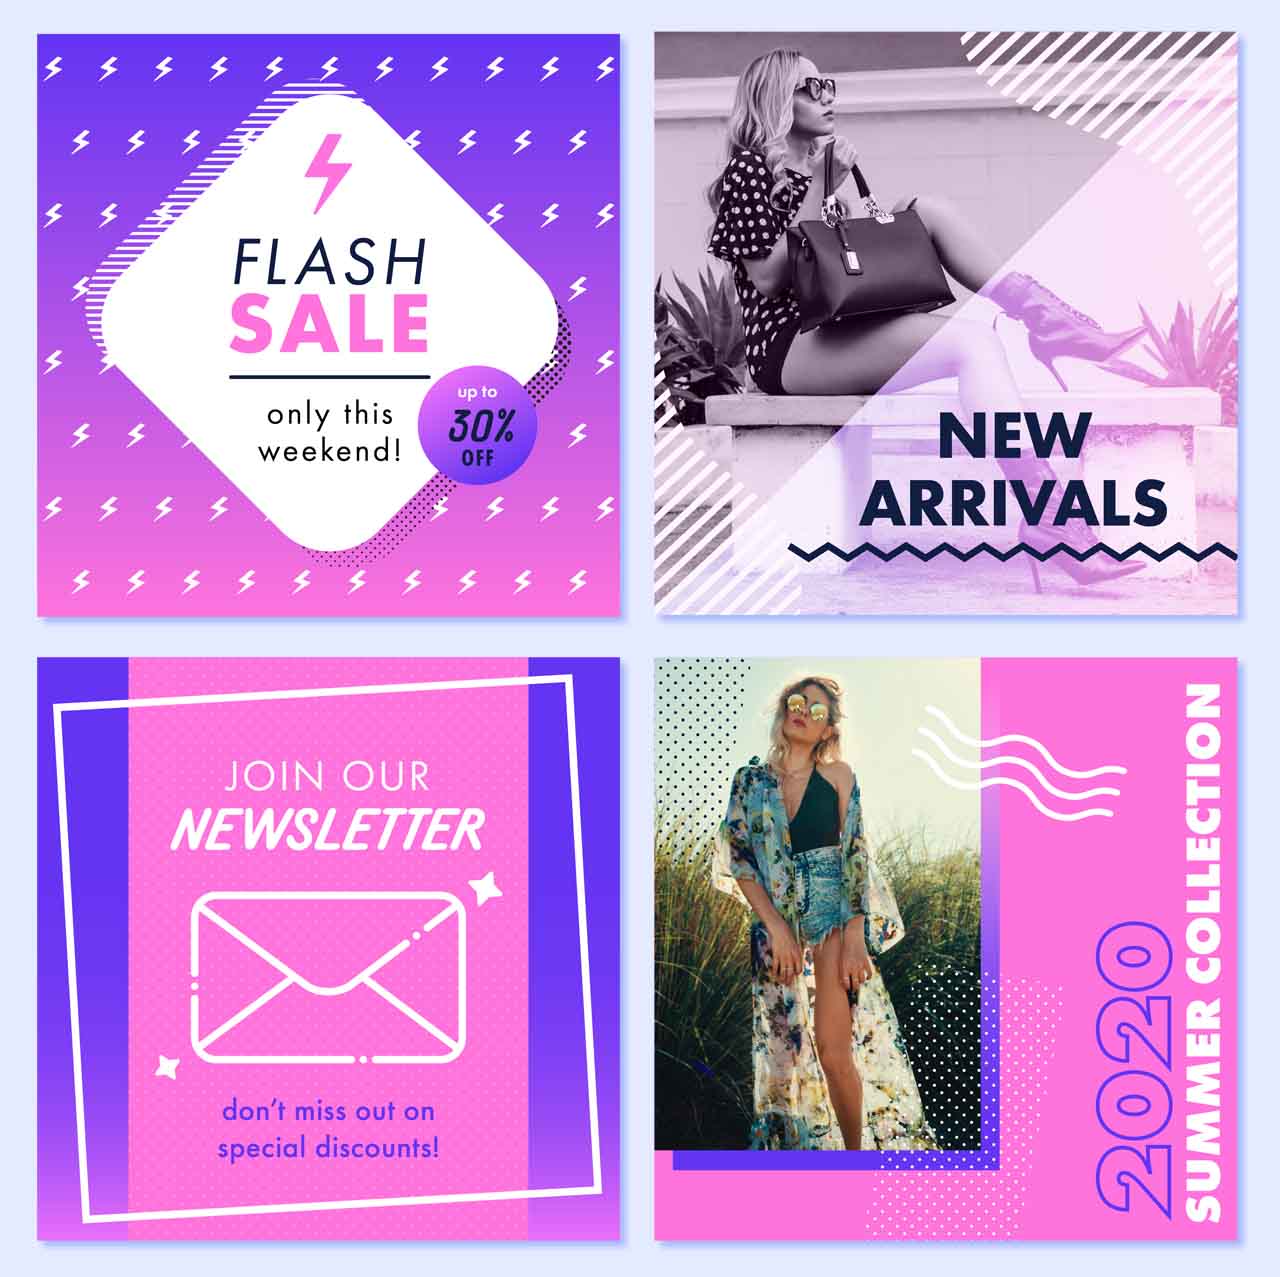 FLASH
SALE
only this
weekend!
up to
30%
OFF
NEW
ARRIVALS
JOIN OUR
NEWSLETTER
don't miss out on
special discounts!
2020
SUMMER COLLECTION